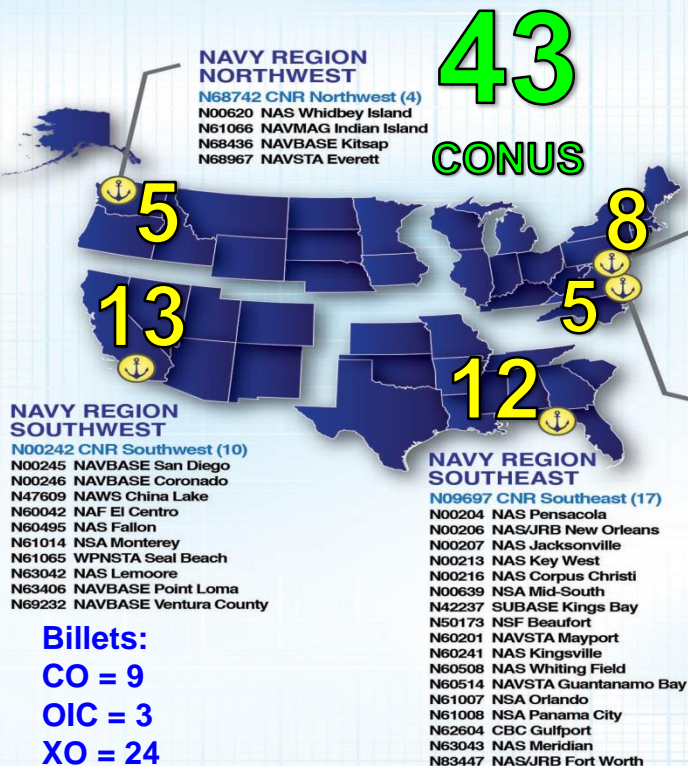 NAVY REGION
NORTHWEST
N68742 CNR Northwest (4)
N00620 NAS Whidbey Island
N61066 NAVMAG Indian Island
N68436 NAVBASE Kitsap
N68967 NAVSTA Everett
43
CONUS
5
8
13
5
12
NAVY REGION
SOUTHWEST
N00242 CNR Southwest (10)
N00245 NAVBASE San Diego
N00246 NAVBASE Coronado
N47609 NAWS China Lake
N60042 NAF El Centro
N60495 NAS Fallon
N61014 NSA Monterey
N61065 WPNSTA Seal Beach
N63042 NAS Lemoore
N63406 NAVBASE Point Loma
N69232 NAVBASE Ventura County
Billets:
CO = 9
OIC = 3
XO = 24
NAVY REGION
SOUTHEAST
N09697 CNR Southeast (17)
N00204 NAS Pensacola
N00206 NAS/JRB New Orleans
N00207 NAS Jacksonville
N00213 NAS Key West
N00216 NAS Corpus Christi
N00639 NSA Mid-South
N42237 SUBASE Kings Bay
N50173 NSF Beaufort
N60201 NAVSTA Mayport
N60241 NAS Kingsville
N60508 NAS Whiting Field
N60514 NAVSTA Guantanamo Bay
N61007 NSA Orlando
N61008 NSA Panama City
N62604 CBC Gulfport
N63043 NAS Meridian
N83447 NAS/JRB Fort Worth